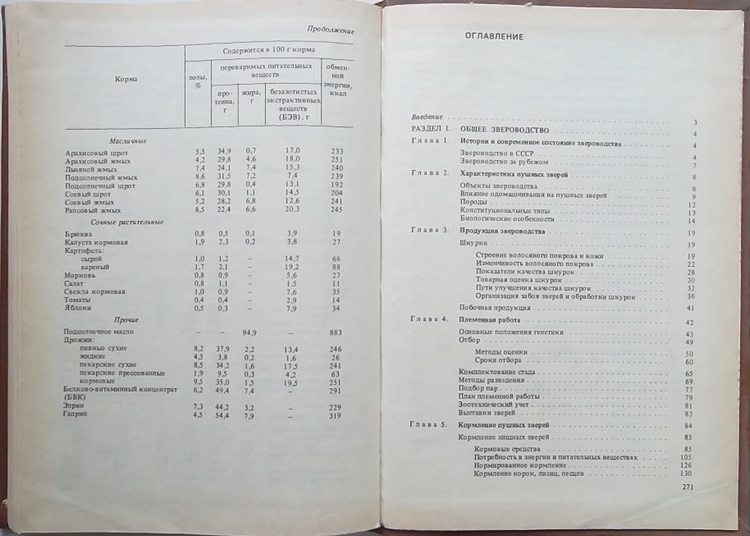 Продолжение
Содержится в 100 г корма
Корма
золы, %
переваримых питательных веществ
обменной энергии, ккал
протеина, г
жира, г
безазотистых экстрактивных веществ (БЭВ), г
Масличные
Арахисовый шрот 5,5 34,9 0,7 17,0 233
Арахисовый жмых 4,2 29,8 4,6 18,0 251
Льняной жмых 7,4 24,1 7,4 15,3 240
Подсолнечный жмых 8,6 31,5 7,2 7,4 239
Подсолнечный шрот 6,8 29,8 0,4 13,1 192
Соевый шрот 6,1 30,1 1,1 14,5 204
Соевый жмых 5,2 28,2 6,8 12,6 241
Рапсовый жмых 8,5 22,4 6,6 20,3 245
Сочные растительные
Брюква 0,8 0,5 0,1 3,9 19
Капуста кормовая 1,9 2,3 0,2 3,8 27
Картофель:
сырой 1,0 1,2 – 14,7 66
вареный 1,7 2,1 – 19,2 88
Морковь 0,8 0,9 – 5,6 27
Салат 0,8 1,1 – 1,5 11
Свекла кормовая 1,0 0,9 – 7,6 35
Томаты 0,4 0,4 – 2,9 14
Яблоки 0,5 0,3 – 7,9 34
Прочие
Подсолнечное масло – – 94,9 – 883
Дрожжи:
пивные сухие 8,2 37,9 2,2 13,4 246
жидкие 4,5 3,8 0,2 1,6 26
пекарские сухие 8,5 34,2 1,6 17,5 241
пекарские прессованные 1,9 9,5 0,3 4,2 63
кормовые 9,5 35,0 1,5 19,5 251
Белково-витаминный концентрат 6,2 49,4 7,4 – 291
(БВК)
Эприн 7,3 44,2 3,2 – 229
Гаприн 4,5 54,4 7,9 – 319
ОГЛАВЛЕНИЕ
Введение 3
РАЗДЕЛ I. ОБЩЕЕ ЗВЕРОВОДСТВО 4
Глава 1. История и современное состояние звероводства 4
Звероводство в СССР 4
Звероводство за рубежом 7
Глава 2. Характеристика пушных зверей 8
Объекты звероводства 8
Влияние одомашнивания на пушных зверей 9
Породы 12
Конституциональные типы 13
Биологические особенности 14
Глава 3. Продукция звероводства 19
Шкурки 19
Строение волосяного покрова и кожи 19
Изменчивость волосяного покрова 22
Показатели качества шкурок 28
Товарная оценка шкурок 30
Пути улучшения качества шкурок 32
Организация забоя зверей и обработки шкурок 36
Побочная продукция 41
Глава 4. Племенная работа 42
Основные положения генетики 43
Отбор 49
Методы оценки 50
Сроки отбора 60
Комплектование стада 65
Методы разведения 69
Подбор пар 77
План племенной работы 79
Зоотехнический учет 81
Выставки зверей 83
Глава 5. Кормление пушных зверей 84
Кормление хищных зверей 85
Кормовые средства 85
Потребность в энергии и питательных веществах 105
Нормированное кормление 126
Кормление норок, лисиц, песцов 130
271